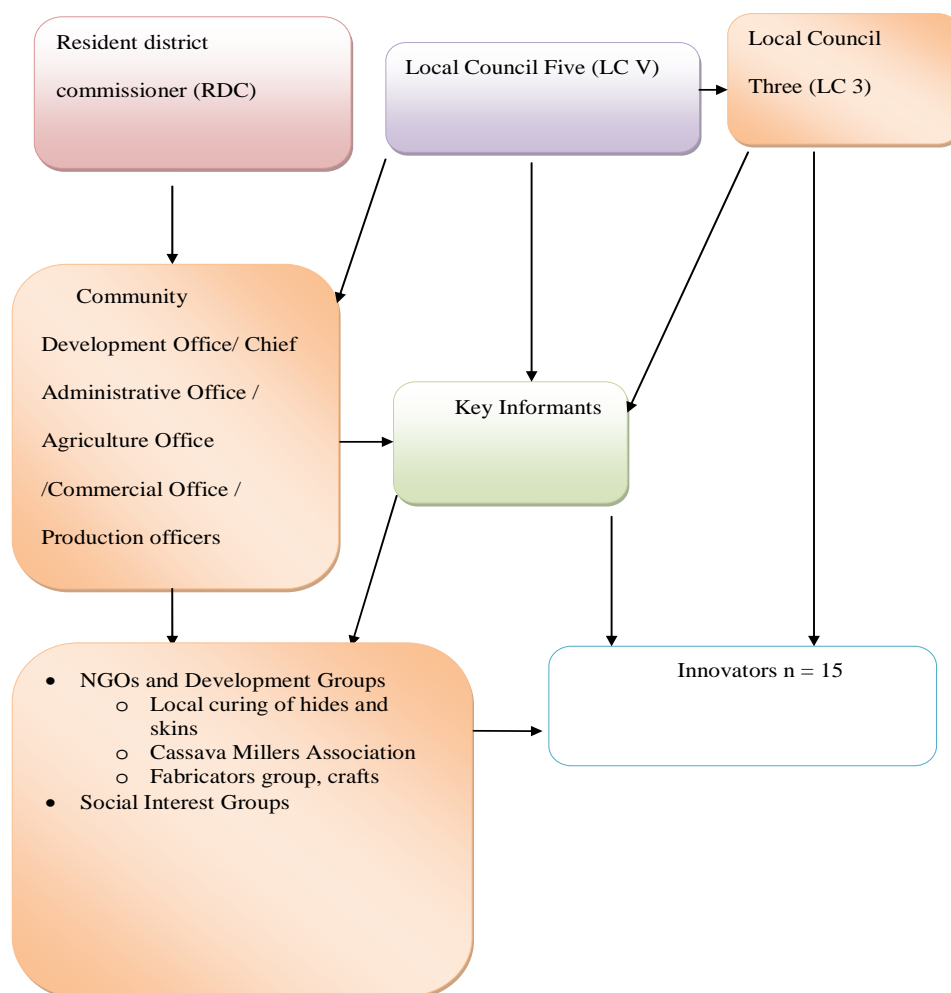 Resident district
commissioner (RDC)
Local Council Five (LC V)
Local Council
Three (LC 3)
Community
Development Office/ Chief
Administrative Office /
Agriculture Office
/Commercial Office /
Production officers
Key Informants
• NGOs and Development Groups
o Local curing of hides and
skins
o Cassava Millers Association
o Fabricators group, crafts
• Social Interest Groups
Innovators n = 15